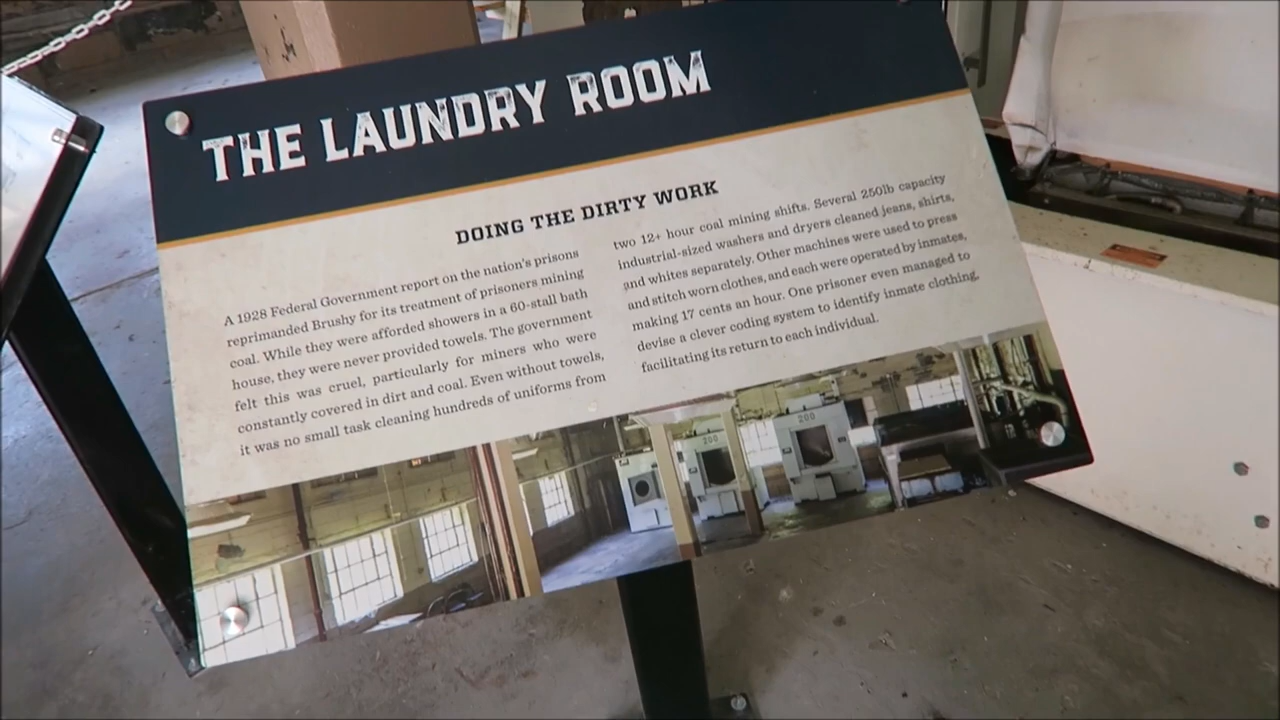 THE LAUNDRY ROOM
DOING THE DIRTY WORK
A 1928 Federal Government report on the nation's prisons
reprimanded Brushy for its treatment of prisoners mining
coal. While they were afforded showers in a 60-stall bath
house, they were never provided towels. The government
felt this was cruel, particularly for miners who were
constantly covered in dirt and coal. Even without towels,
it was no small task cleaning hundreds of uniforms from
two 12+ hour coal mining shifts. Several 250lb capacity
industrial-sized washers and dryers cleaned jeans, shirts,
and whites separately. Other machines were used to press
and stitch worn clothes, and each were operated by inmates,
making 17 cents an hour. One prisoner even managed to
devise a clever coding system to identify inmate clothing,
facilitating its return to each individual.
200
200